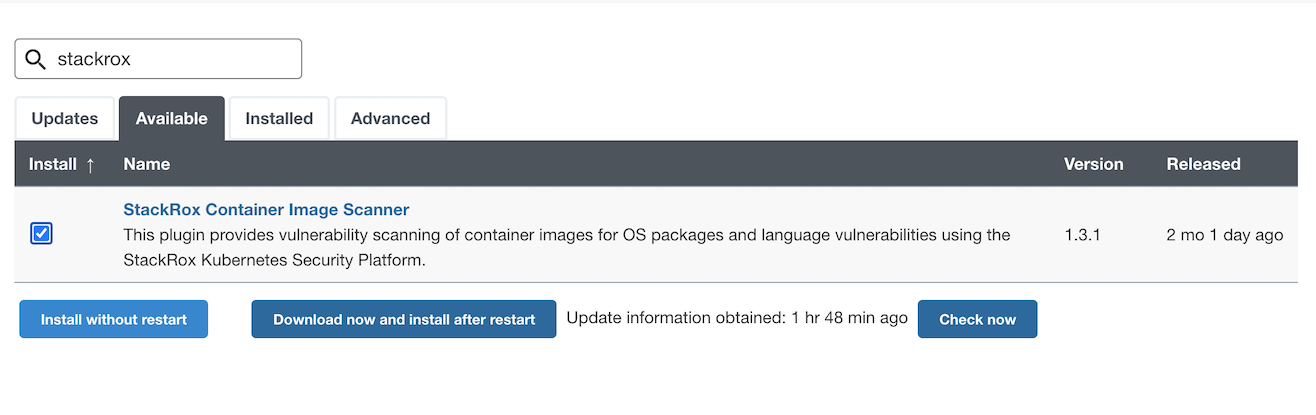 stackrox
Updates Available Installed Advanced
Install ↑ Name Version Released
StackRox Container Image Scanner
This plugin provides vulnerability scanning of container images for OS packages and language vulnerabilities using the 1.3.1 2 mo 1 day ago
StackRox Kubernetes Security Platform.
Install without restart Download now and install after restart Update information obtained: 1 hr 48 min ago Check now